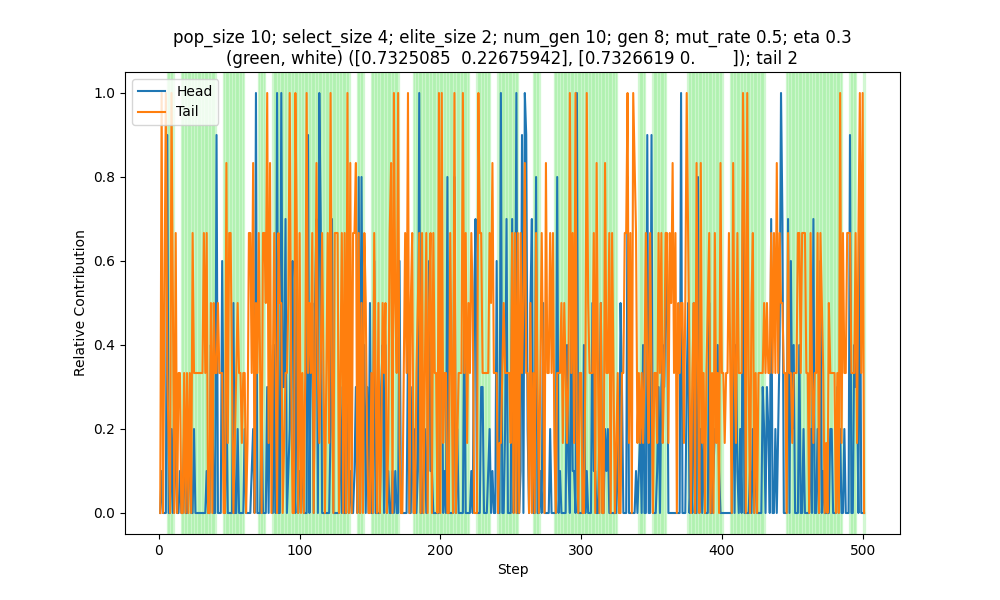 pop_size 10; select_size 4; elite_size 2; num_gen 10; gen 8; mut_rate 0.5; eta 0.3
(green, white) ([0.7325085  0.22675942], [0.7326619 0.        ]); tail 2
Head
Tail
1.0
0.8
0.6
0.4
0.2
0.0
Relative Contribution
0
100
200
300
400
500
Step